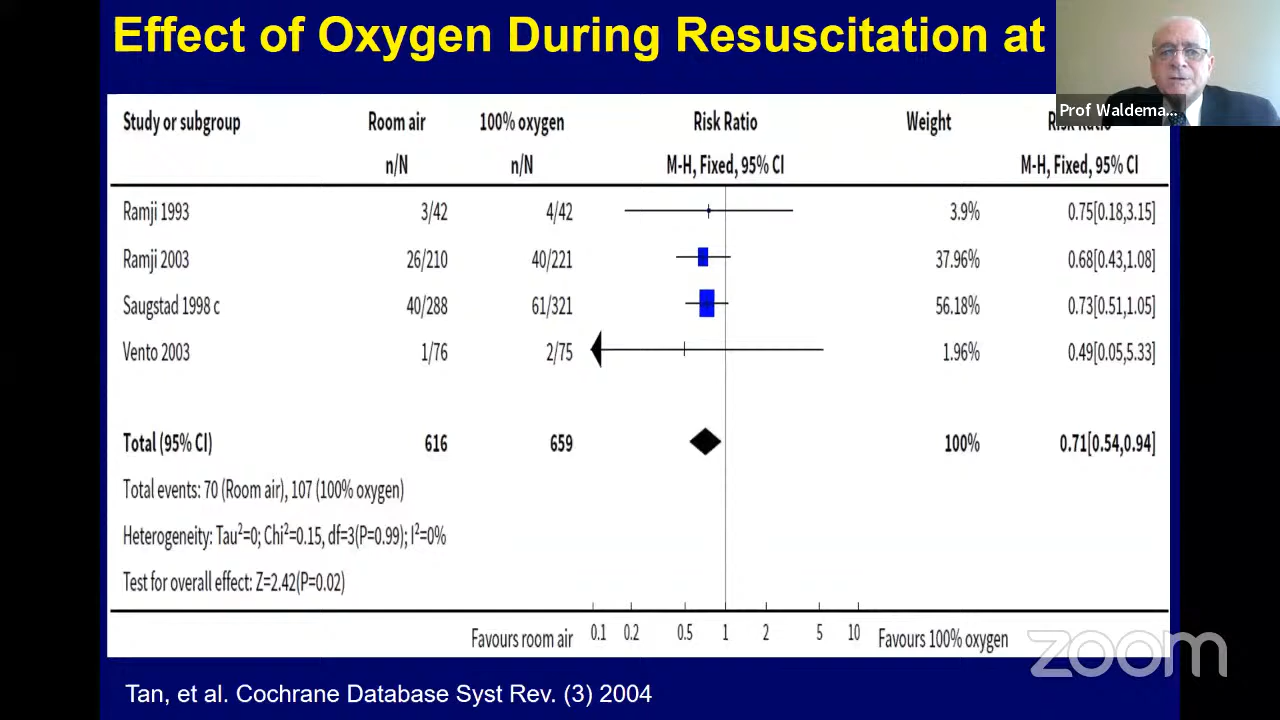 Effect of Oxygen During Resuscitation at
Prof Waldema...
Study or subgroup Room air 100% oxygen Risk Ratio Weight Risk Ratio
n/N n/N M-H, Fixed, 95% CI M-H, Fixed, 95% CI
Ramji 1993 3/42 4/42 3.9% 0.75[0.18,3.15]
Ramji 2003 26/210 40/221 37.96% 0.68[0.43,1.08]
Saugstad 1998 c 40/288 61/321 56.18% 0.73[0.51,1.05]
Vento 2003 1/76 2/75 1.96% 0.49[0.05,5.33]
Total (95% CI) 616 659 100% 0.71[0.54,0.94]
Total events: 70 (Room air), 107 (100% oxygen)
Heterogeneity: Tau²=0; Chi²=0.15, df=3(P=0.99); I²=0%
Test for overall effect: Z=2.42(P=0.02)
Favours room air 0.1 0.2 0.5 1 2 5 10 Favours 100% oxygen
zoom
Tan, et al. Cochrane Database Syst Rev. (3) 2004